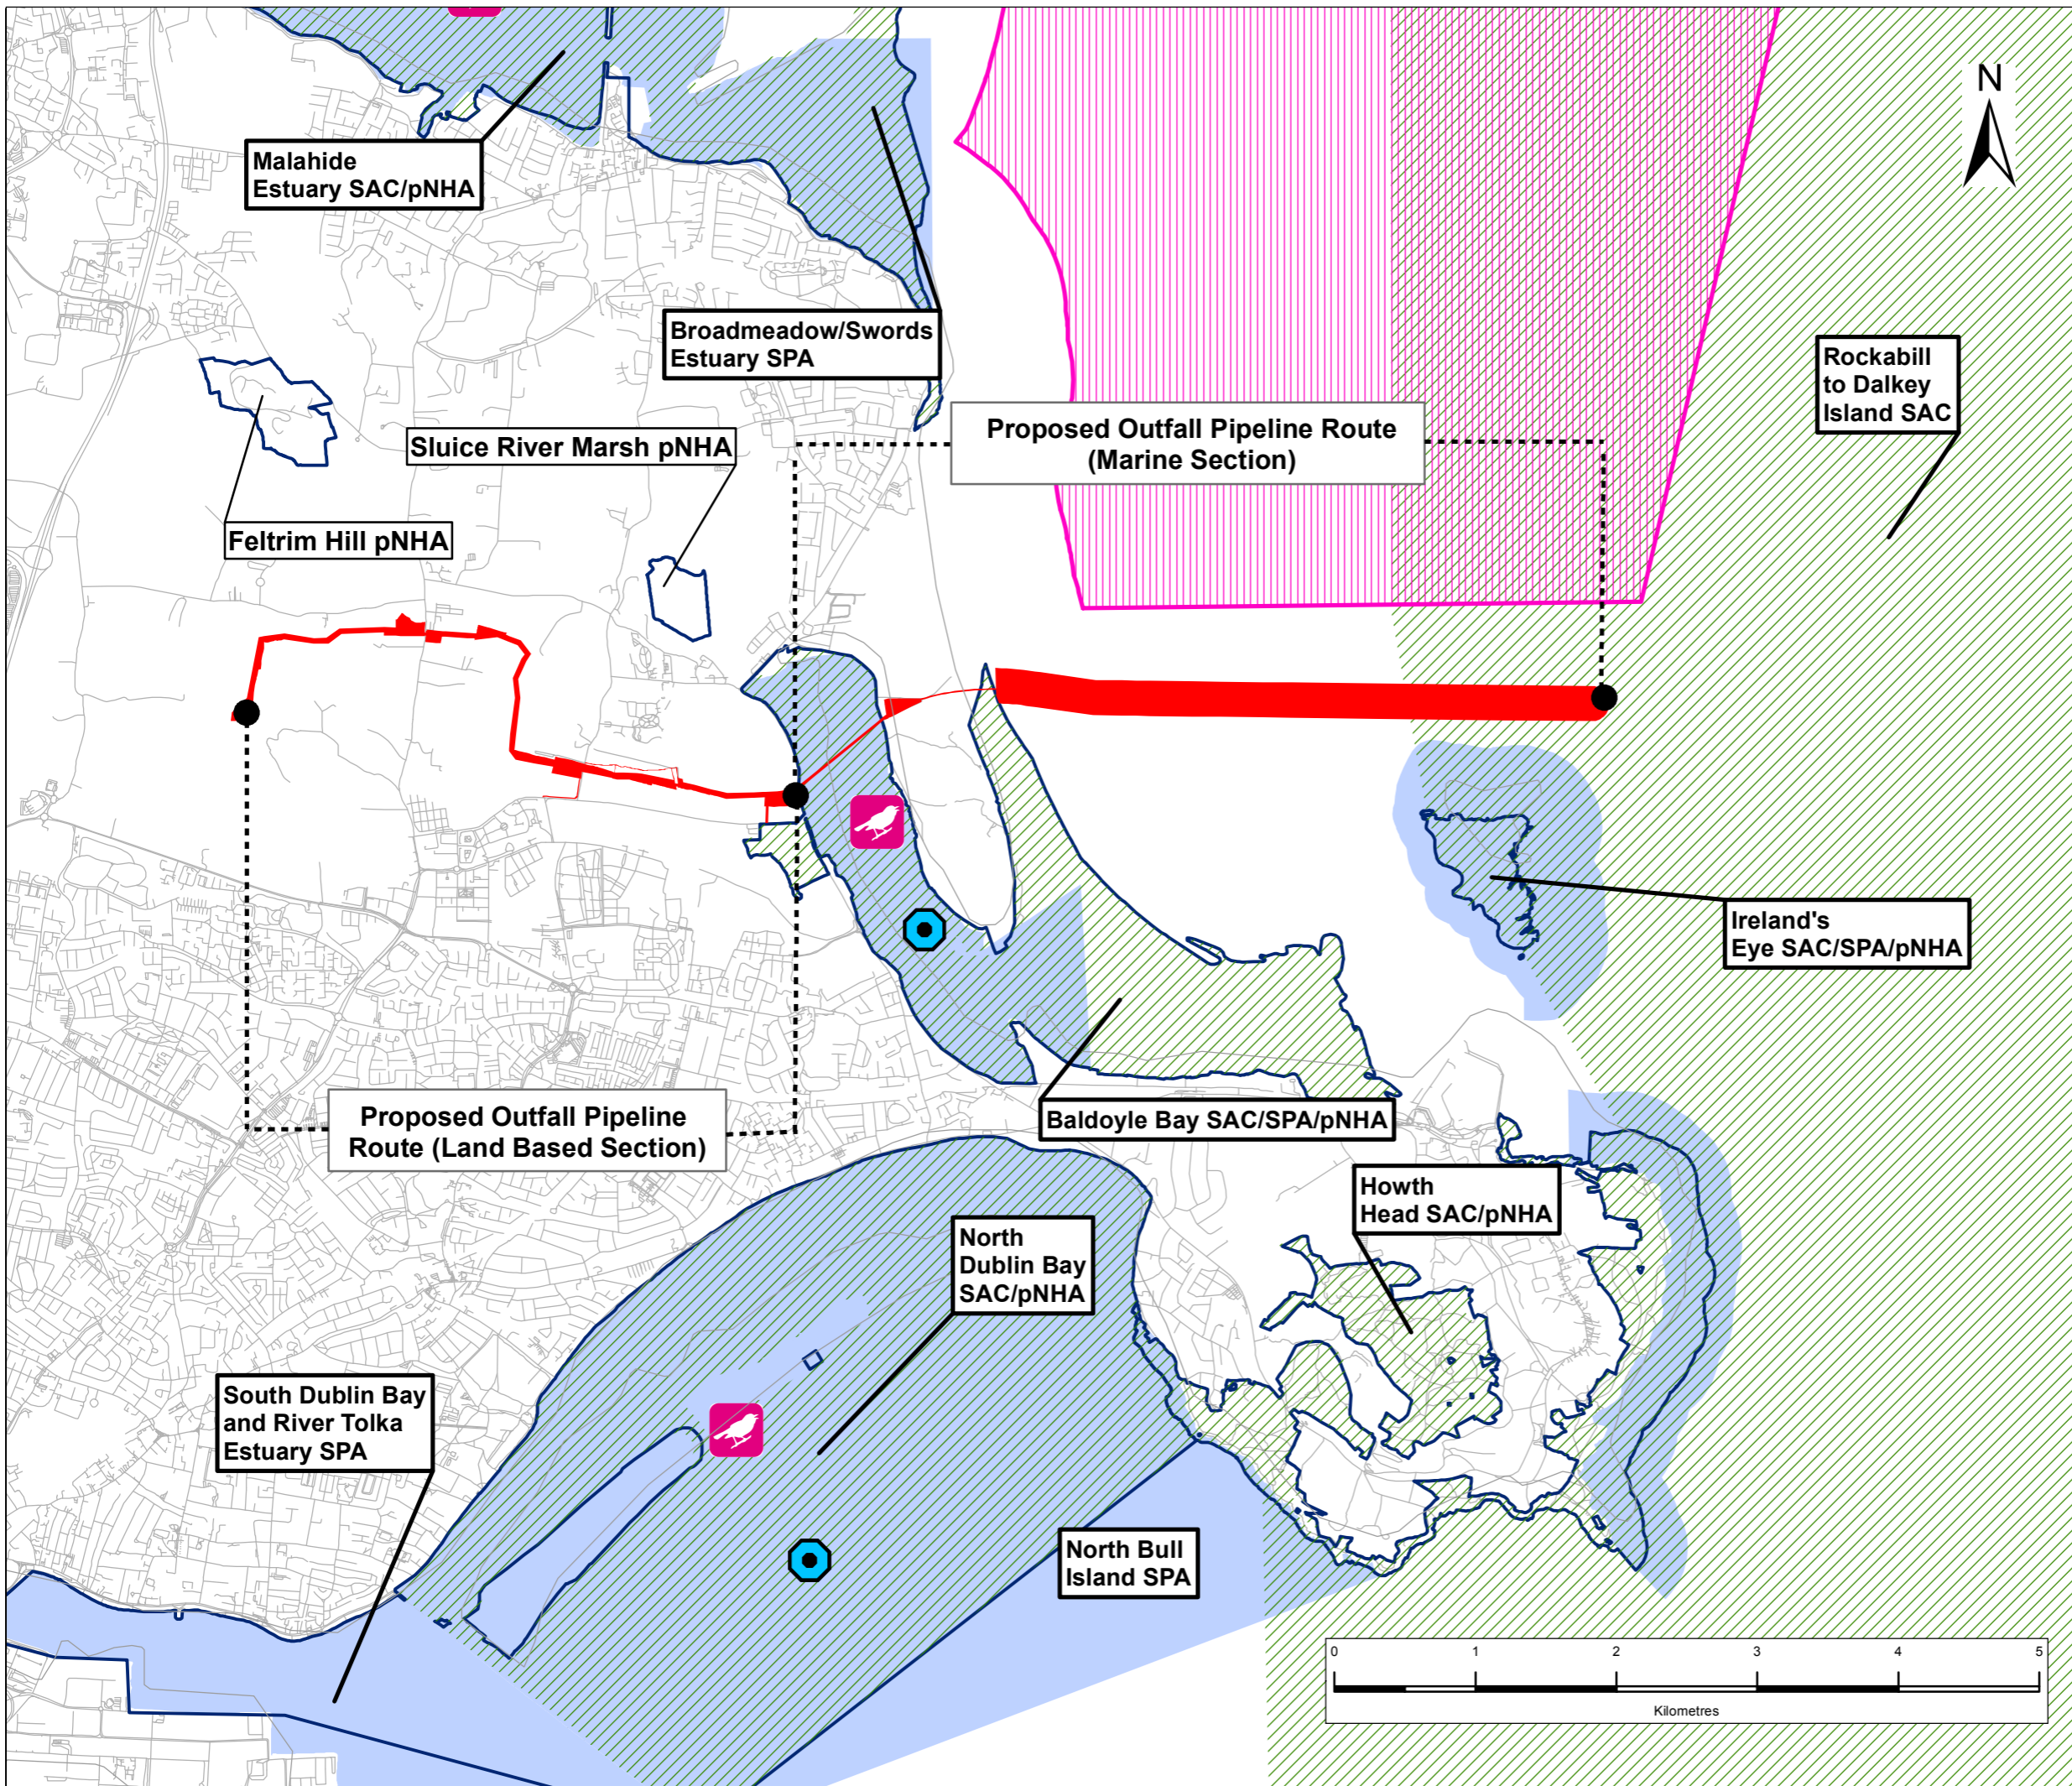 N
Malahide
Estuary SAC/pNHA
Broadmeadow/Swords
Estuary SPA
Rockabill
to Dalkey
Island SAC
Proposed Outfall Pipeline Route
(Marine Section)
Sluice River Marsh pNHA
Feltrim Hill pNHA
Ireland's
Eye SAC/SPA/pNHA
Proposed Outfall Pipeline
Route (Land Based Section)
Baldoyle Bay SAC/SPA/pNHA
Howth
Head SAC/pNHA
North
Dublin Bay
SAC/pNHA
South Dublin Bay
and River Tolka
Estuary SPA
North Bull
Island SPA
0 1 2 3 4 5
Kilometres